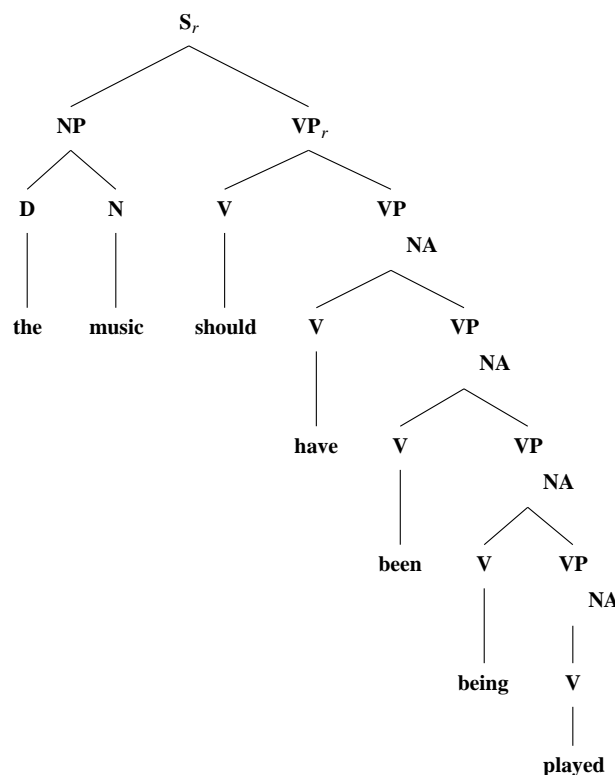 S_r
NP VP_r
D N V VP
NA
the music should V VP
NA
have V VP
NA
been V VP
NA
being V
played